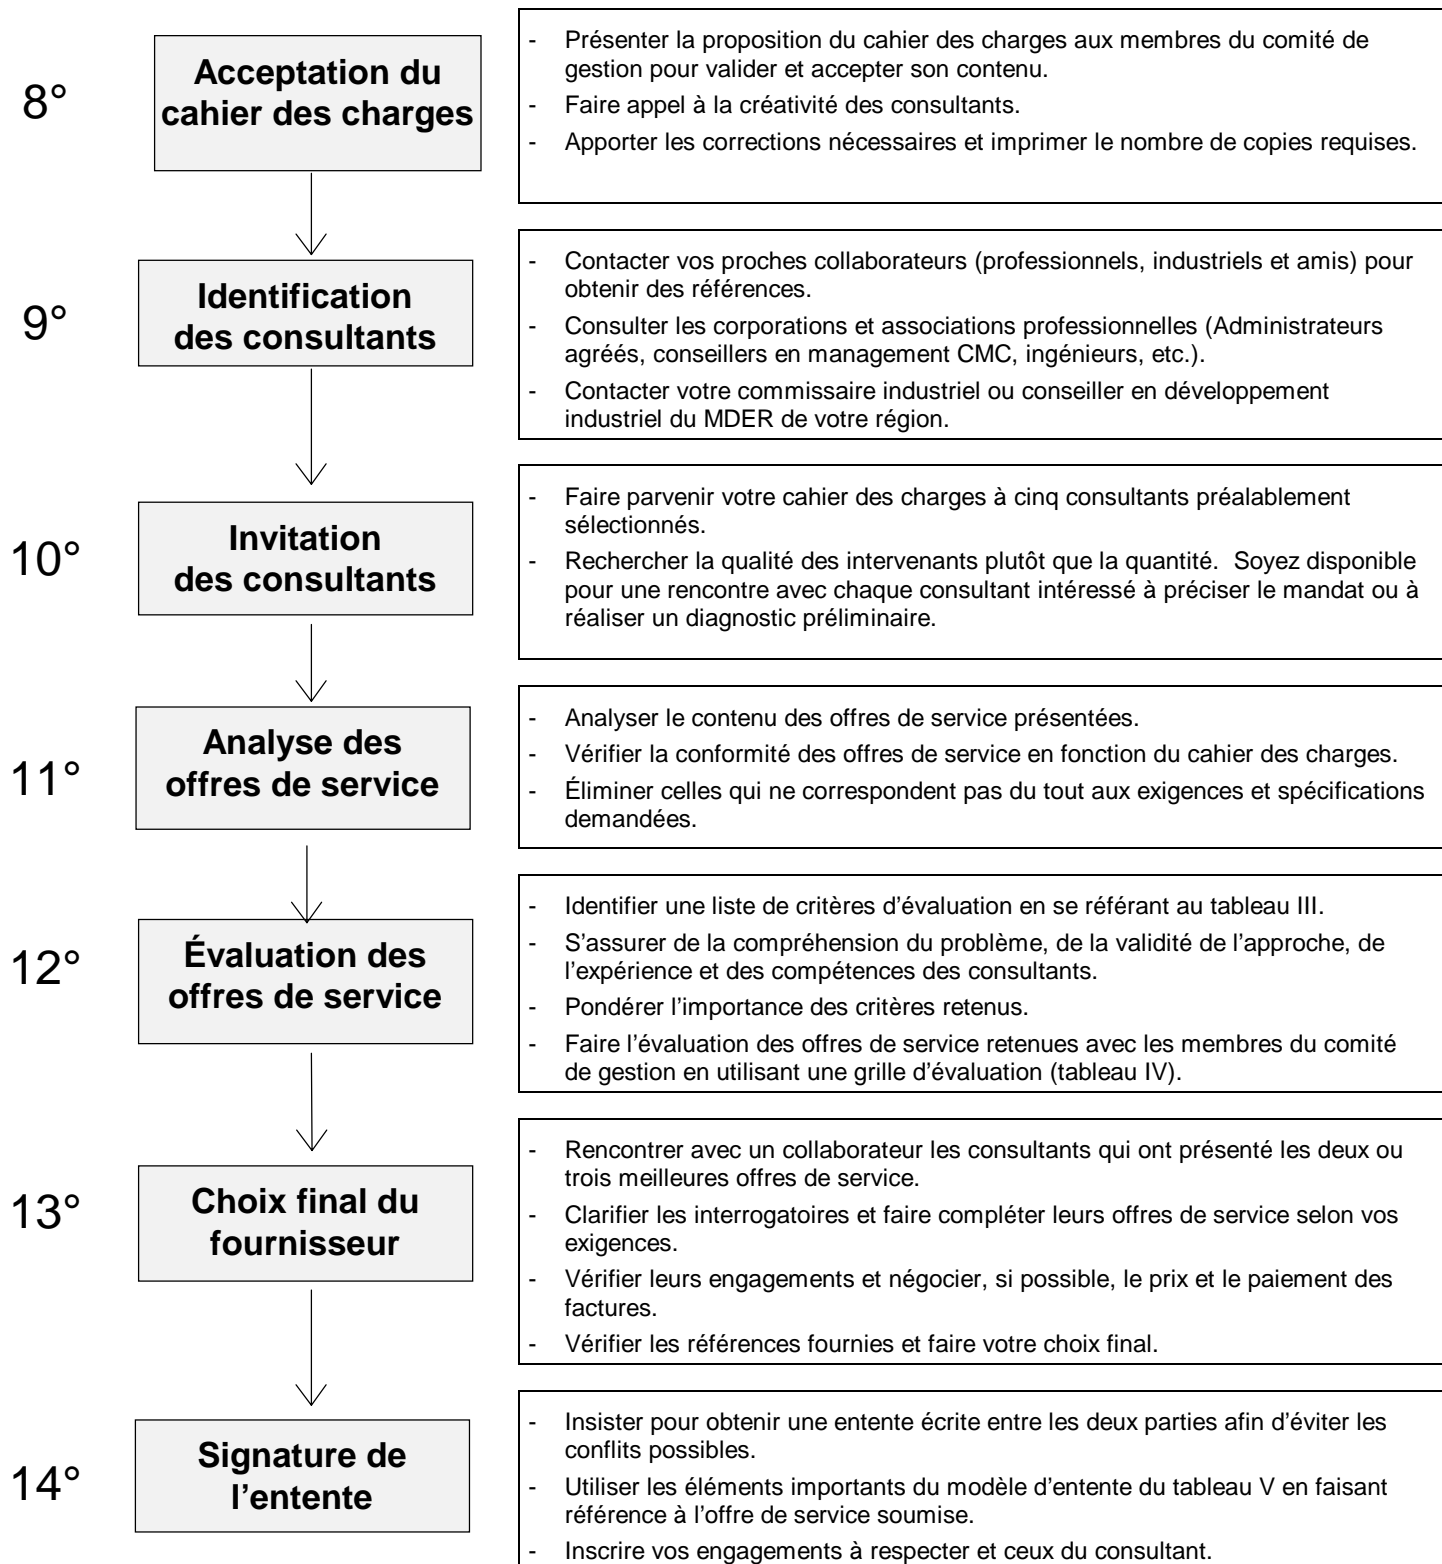 8°
Acceptation du
cahier des charges
- Présenter la proposition du cahier des charges aux membres du comité de
gestion pour valider et accepter son contenu.
- Faire appel à la créativité des consultants.
- Apporter les corrections nécessaires et imprimer le nombre de copies requises.
9°
Identification
des consultants
- Contacter vos proches collaborateurs (professionnels, industriels et amis) pour
obtenir des références.
- Consulter les corporations et associations professionnelles (Administrateurs
agréés, conseillers en management CMC, ingénieurs, etc.).
- Contacter votre commissaire industriel ou conseiller en développement
industriel du MDER de votre région.
10°
Invitation
des consultants
- Faire parvenir votre cahier des charges à cinq consultants préalablement
sélectionnés.
- Rechercher la qualité des intervenants plutôt que la quantité.  Soyez disponible
pour une rencontre avec chaque consultant intéressé à préciser le mandat ou à
réaliser un diagnostic préliminaire.
11°
Analyse des
offres de service
- Analyser le contenu des offres de service présentées.
- Vérifier la conformité des offres de service en fonction du cahier des charges.
- Éliminer celles qui ne correspondent pas du tout aux exigences et spécifications
demandées.
12°
Évaluation des
offres de service
- Identifier une liste de critères d’évaluation en se référant au tableau III.
- S’assurer de la compréhension du problème, de la validité de l’approche, de
l’expérience et des compétences des consultants.
- Pondérer l’importance des critères retenus.
- Faire l’évaluation des offres de service retenues avec les membres du comité
de gestion en utilisant une grille d’évaluation (tableau IV).
13°
Choix final du
fournisseur
- Rencontrer avec un collaborateur les consultants qui ont présenté les deux ou
trois meilleures offres de service.
- Clarifier les interrogatoires et faire compléter leurs offres de service selon vos
exigences.
- Vérifier leurs engagements et négocier, si possible, le prix et le paiement des
factures.
- Vérifier les références fournies et faire votre choix final.
14°
Signature de
l’entente
- Insister pour obtenir une entente écrite entre les deux parties afin d’éviter les
conflits possibles.
- Utiliser les éléments importants du modèle d’entente du tableau V en faisant
référence à l’offre de service soumise.
- Inscrire vos engagements à respecter et ceux du consultant.